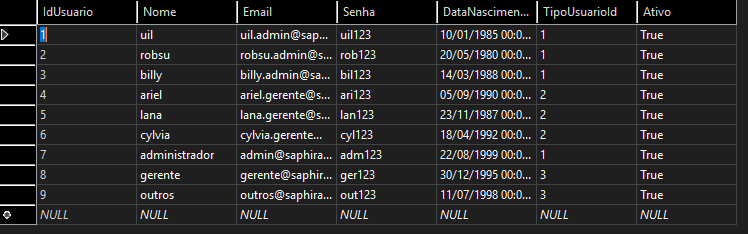 IdUsuario Nome Email Senha DataNascimen... TipoUsuarioId Ativo
1 uil uil.admin@sap... uil123 10/01/1985 00:0... 1 True
2 robsu robsu.admin@s... rob123 20/05/1980 00:0... 1 True
3 billy billy.admin@sa... bil123 14/03/1988 00:0... 1 True
4 ariel ariel.gerente@s... ari123 05/09/1990 00:0... 2 True
5 lana lana.gerente@s... lan123 23/11/1987 00:0... 2 True
6 cylvia cylvia.gerente... cyl123 18/04/1992 00:0... 2 True
7 administrador admin@saphira... adm123 22/08/1999 00:0... 1 True
8 gerente gerente@saphir... ger123 30/12/1995 00:0... 3 True
9 outros outros@saphira... out123 11/07/1998 00:0... 3 True
NULL NULL NULL NULL NULL NULL NULL